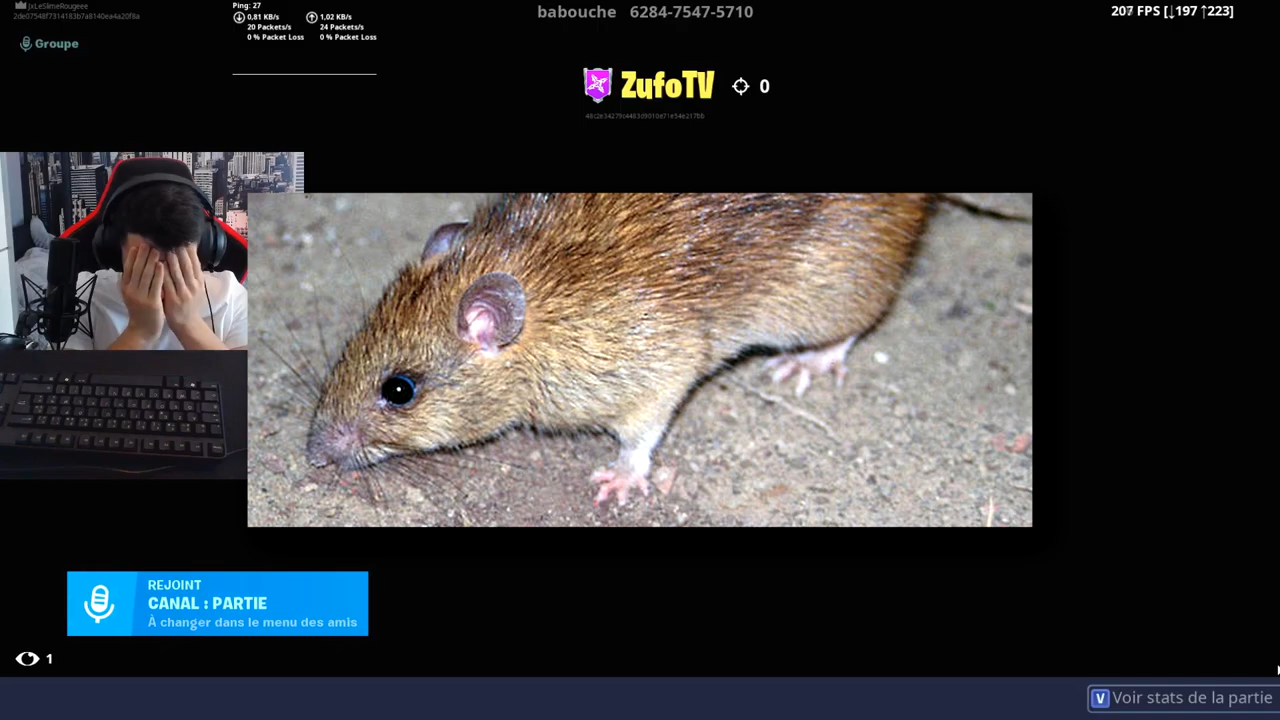 JxLeSlimeRougeee
Groupe
Ping: 27
0,81 KB/s 1,02 KB/s
20 Packets/s 24 Packets/s
0 % Packet Loss 0 % Packet Loss
babouche 6284-7547-5710
207 FPS [↓197 ↑223]
ZufoTV 0
REJOINT
CANAL : PARTIE
À changer dans le menu des amis
1
V Voir stats de la partie